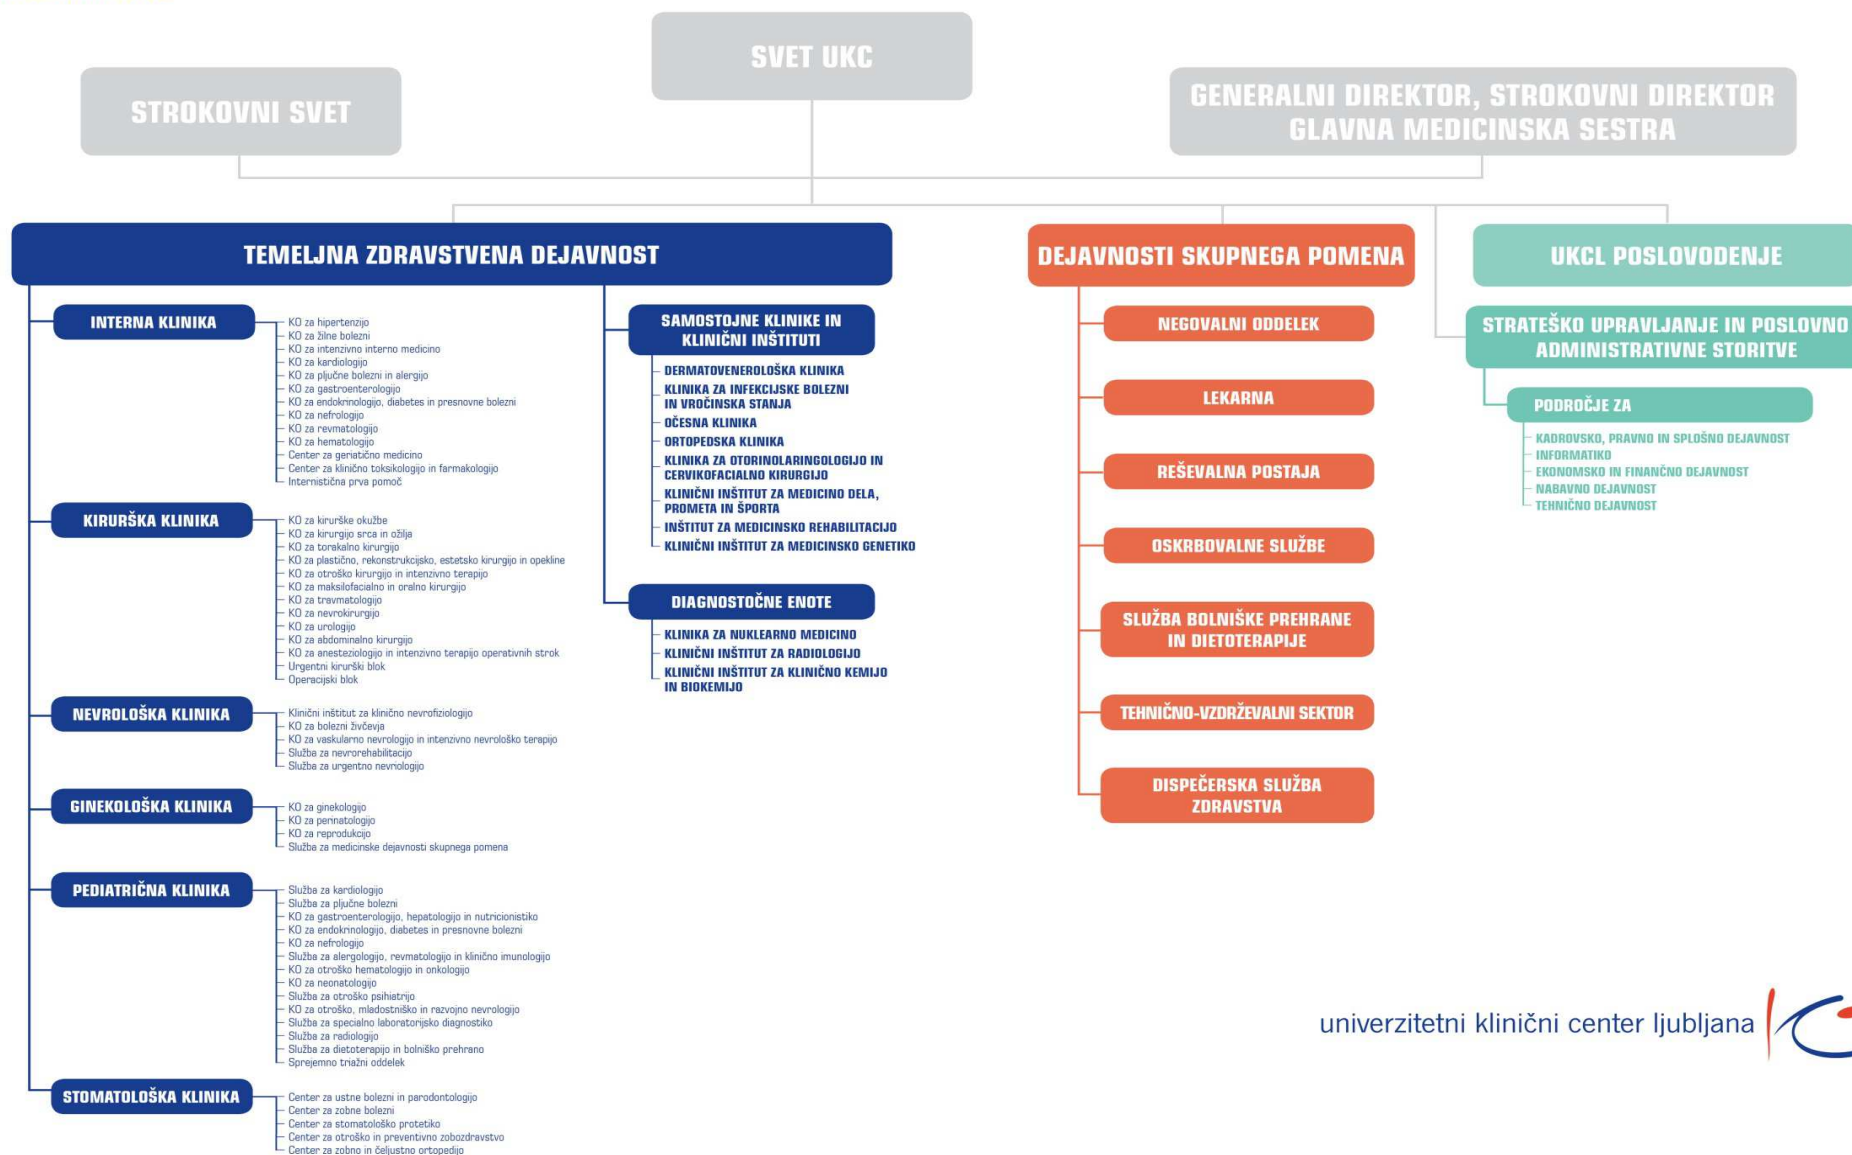 SVET UKC
STROKOVNI SVET
GENERALNI DIREKTOR, STROKOVNI DIREKTOR
GLAVNA MEDICINSKA SESTRA
TEMELJNA ZDRAVSTVENA DEJAVNOST
INTERNA KLINIKA
KO za hipertenzijo
KO za žilne bolezni
KO za intenzivno interno medicino
KO za kardiologijo
KO za pljučne bolezni in alergijo
KO za gastroenterologijo
KO za endokrinologijo, diabetes in presnovne bolezni
KO za nefrologijo
KO za revmatologijo
KO za hematologijo
Center za geriatično medicino
Center za klinično toksikologijo in farmakologijo
Internistična prva pomoč
KIRURŠKA KLINIKA
KO za kirurške okužbe
KO za kirurgijo srca in ožilja
KO za torakalno kirurgijo
KO za plastično, rekonstrukcijsko, estetsko kirurgijo in opekline
KO za otroško kirurgijo in intenzivno terapijo
KO za maksilofacialno in oralno kirurgijo
KO za travmatologijo
KO za nevrokirurgijo
KO za urologijo
KO za abdominalno kirurgijo
KO za anesteziologijo in intenzivno terapijo operativnih strok
Urgentni kirurški blok
Operacijski blok
NEVROLOŠKA KLINIKA
Klinični inštitut za klinično nevrofiziologijo
KO za bolezni živčevja
KO za vaskularno nevrologijo in intenzivno nevrološko terapijo
Služba za nevrorehabilitacijo
Služba za urgentno nevriologijo
GINEKOLOŠKA KLINIKA
KO za ginekologijo
KO za perinatologijo
KO za reprodukcijo
Služba za medicinske dejavnosti skupnega pomena
PEDIATRIČNA KLINIKA
Služba za kardiologijo
Služba za pljučne bolezni
KO za gastroenterologijo, hepatologijo in nutricionistiko
KO za endokrinologijo, diabetes in presnovne bolezni
KO za nefrologijo
Služba za alergologijo, revmatologijo in klinično imunologijo
KO za otroško hematologijo in onkologijo
KO za neonatologijo
Služba za otroško psihiatrijo
KO za otroško, mladostniško in razvojno nevrologijo
Služba za specialno laboratorijsko diagnostiko
Služba za radiologijo
Služba za dietoterapijo in bolniško prehrano
Sprejemno triažni oddelek
STOMATOLOŠKA KLINIKA
Center za ustne bolezni in parodontologijo
Center za zobne bolezni
Center za stomatološko protetiko
Center za otroško in preventivno zobozdravstvo
Center za zobno in čeljustno ortopedijo
SAMOSTOJNE KLINIKE IN
KLINIČNI INŠTITUTI
DERMATOVENEROLOŠKA KLINIKA
KLINIKA ZA INFEKCIJSKE BOLEZNI
IN VROČINSKA STANJA
OČESNA KLINIKA
ORTOPEDSKA KLINIKA
KLINIKA ZA OTORINOLARINGOLOGIJO IN
CERVIKOFACIALNO KIRURGIJO
KLINIČNI INŠTITUT ZA MEDICINO DELA,
PROMETA IN ŠPORTA
INŠTITUT ZA MEDICINSKO REHABILITACIJO
KLINIČNI INŠTITUT ZA MEDICINSKO GENETIKO
DIAGNOSTOČNE ENOTE
KLINIKA ZA NUKLEARNO MEDICINO
KLINIČNI INŠTITUT ZA RADIOLOGIJO
KLINIČNI INŠTITUT ZA KLINIČNO KEMIJO
IN BIOKEMIJO
DEJAVNOSTI SKUPNEGA POMENA
NEGOVALNI ODDELEK
LEKARNA
REŠEVALNA POSTAJA
OSKRBOVALNE SLUŽBE
SLUŽBA BOLNIŠKE PREHRANE
IN DIETOTERAPIJE
TEHNIČNO-VZDRŽEVALNI SEKTOR
DISPEČERSKA SLUŽBA
ZDRAVSTVA
UKCL POSLOVODENJE
STRATEŠKO UPRAVLJANJE IN POSLOVNO
ADMINISTRATIVNE STORITVE
PODROČJE ZA
KADROVSKO, PRAVNO IN SPLOŠNO DEJAVNOST
INFORMATIKO
EKONOMSKO IN FINANČNO DEJAVNOST
NABAVNO DEJAVNOST
TEHNIČNO DEJAVNOST
univerzitetni klinični center ljubljana